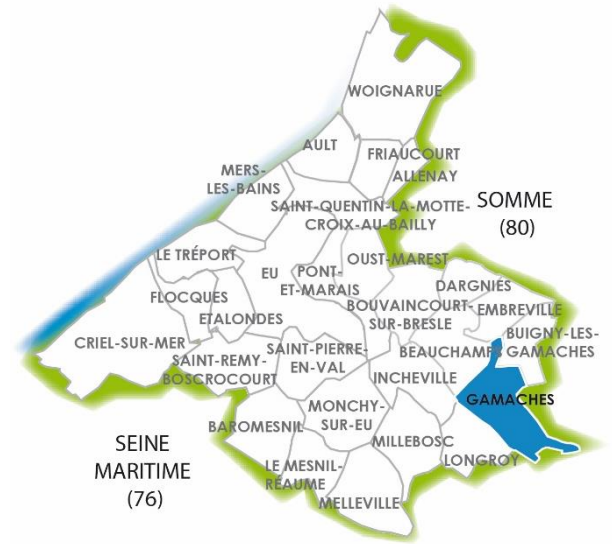 WOIGNARUE
AULT
FRIAUCOURT
ALLENAY
MERS-
LES-BAINS
SAINT-QUENTIN-LA-MOTTE-
CROIX-AU-BAILLY
SOMME
(80)
LE TRÉPORT
EU
PONT-
ET-MARAIS
OUST-MAREST
DARGNIÉS
FLOCQUES
ETALONDES
BOUVAINCOURT-
SUR-BRESLE
EMBREVILLE
BUIGNY-LES-
GAMACHES
CRIEL-SUR-MER
SAINT-REMY-
BOSCROCOURT
SAINT-PIERRE-
EN-VAL
BEAUCHAMPS
INCHEVILLE
GAMACHES
MONCHY-
SUR-EU
BAROMESNIL
MILLEBOSC
SEINE
MARITIME
(76)
LE MESNIL-
RÉAUME
LONGROY
MELLEVILLE